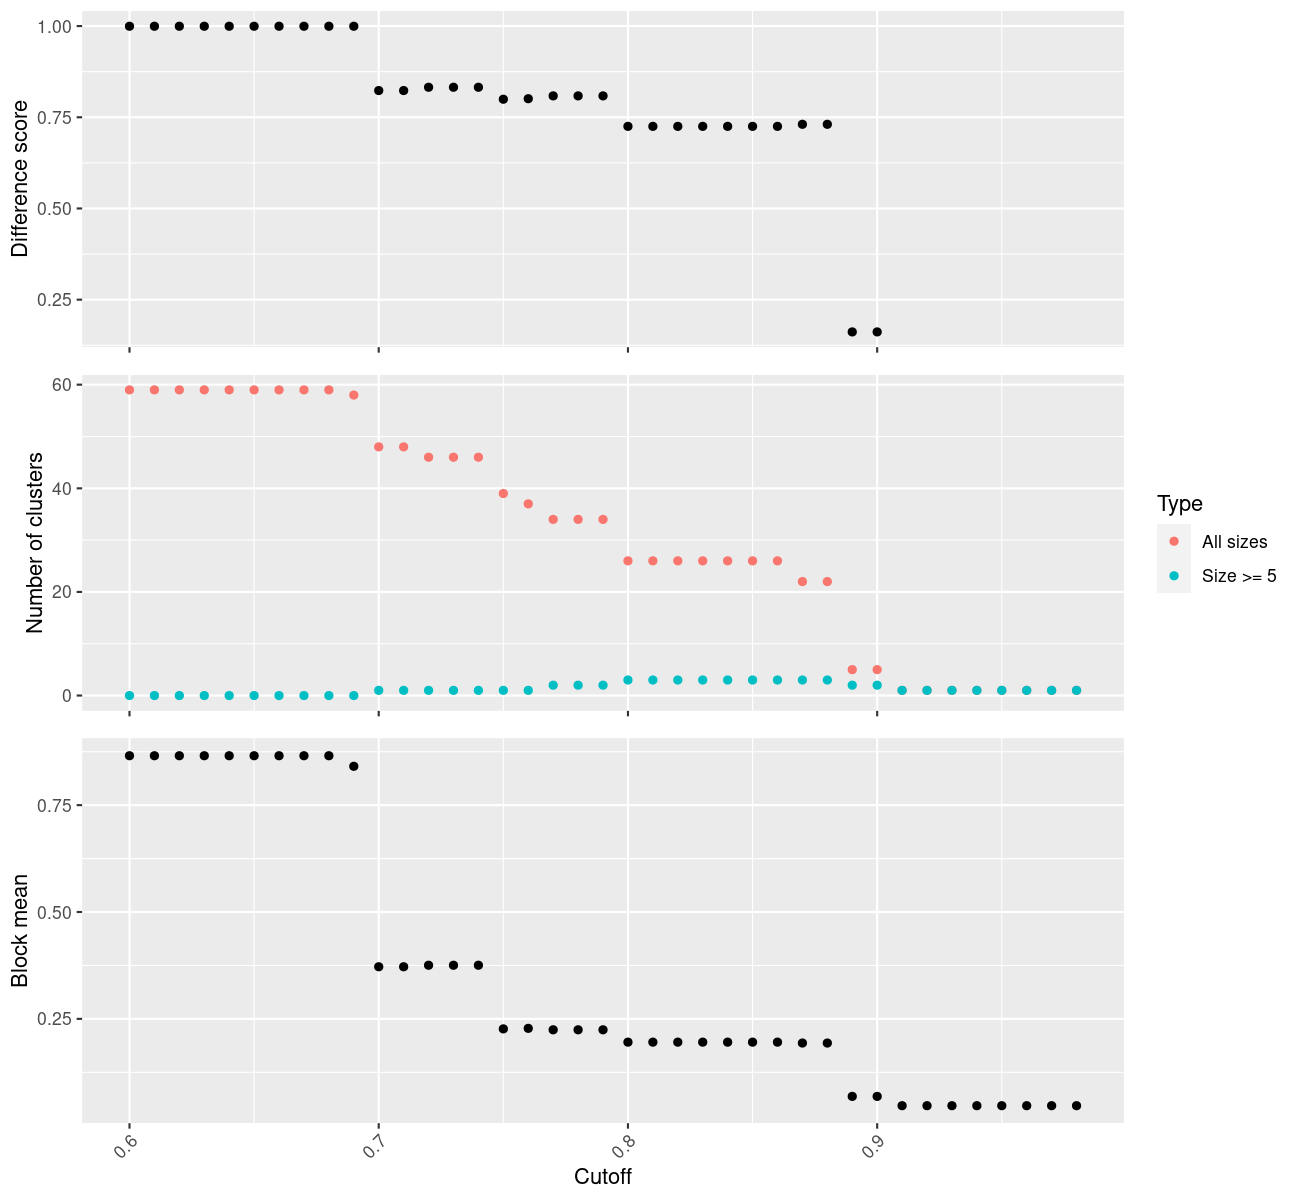 1.00
0.75
0.50
0.25
Difference score
60
40
20
0
Number of clusters
Type
All sizes
Size >= 5
0.75
0.50
0.25
Block mean
0.6
0.7
0.8
0.9
Cutoff